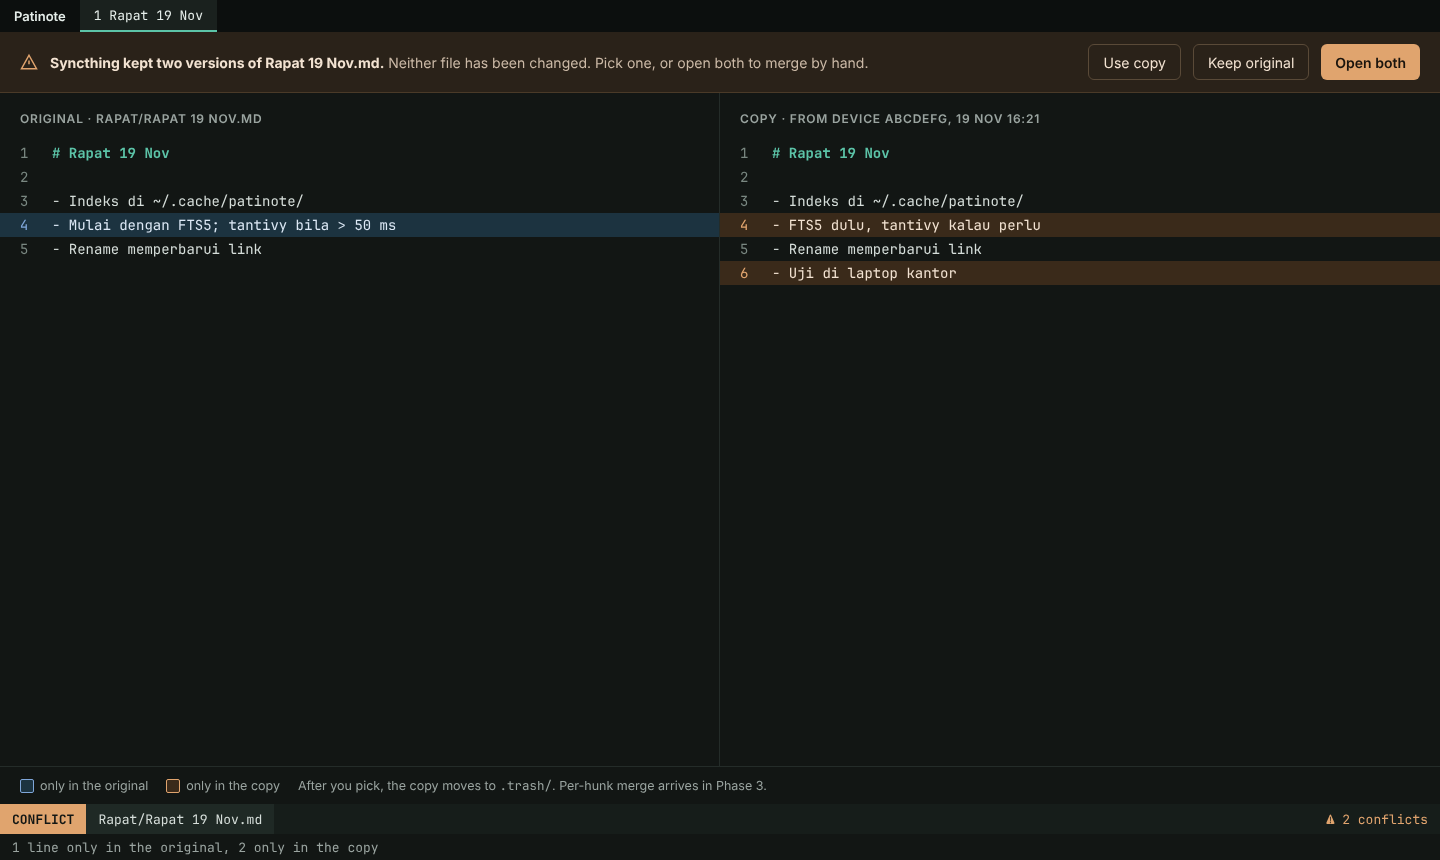 Patinote
1 Rapat 19 Nov
Syncthing kept two versions of Rapat 19 Nov.md. Neither file has been changed. Pick one, or open both to merge by hand.
Use copy
Keep original
Open both
ORIGINAL · RAPAT/RAPAT 19 NOV.MD
1 # Rapat 19 Nov
2
3 - Indeks di ~/.cache/patinote/
4 - Mulai dengan FTS5; tantivy bila > 50 ms
5 - Rename memperbarui link
COPY · FROM DEVICE ABCDEFG, 19 NOV 16:21
1 # Rapat 19 Nov
2
3 - Indeks di ~/.cache/patinote/
4 - FTS5 dulu, tantivy kalau perlu
5 - Rename memperbarui link
6 - Uji di laptop kantor
only in the original
only in the copy
After you pick, the copy moves to .trash/. Per-hunk merge arrives in Phase 3.
CONFLICT
Rapat/Rapat 19 Nov.md
2 conflicts
1 line only in the original, 2 only in the copy